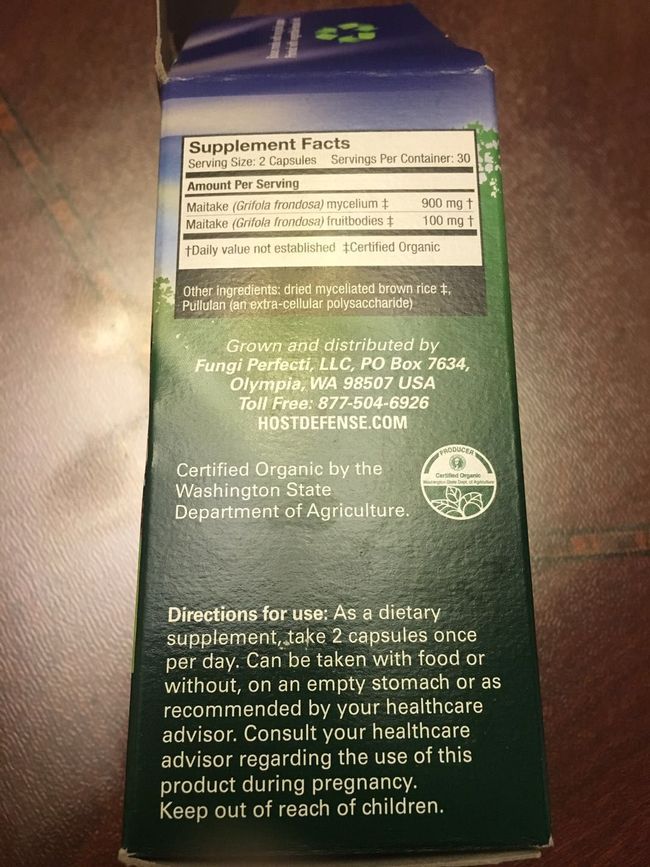 Supplement Facts
Serving Size: 2 Capsules Servings Per Container: 30
Amount Per Serving
Maitake (Grifola frondosa) mycelium ‡ 900 mg †
Maitake (Grifola frondosa) fruitbodies ‡ 100 mg †
†Daily value not established ‡Certified Organic
Other ingredients: dried myceliated brown rice ‡,
Pullulan (an extra-cellular polysaccharide)
Grown and distributed by
Fungi Perfecti, LLC, PO Box 7634,
Olympia, WA 98507 USA
Toll Free: 877-504-6926
HOSTDEFENSE.COM
Certified Organic by the
Washington State
Department of Agriculture.
PRODUCER
Certified Organic
Washington State Dept. of Agriculture
Directions for use: As a dietary
supplement, take 2 capsules once
per day. Can be taken with food or
without, on an empty stomach or as
recommended by your healthcare
advisor. Consult your healthcare
advisor regarding the use of this
product during pregnancy.
Keep out of reach of children.